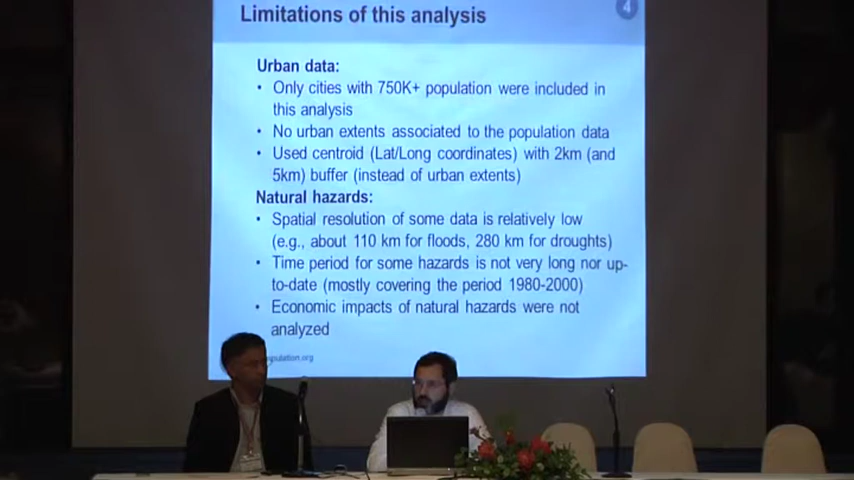 Limitations of this analysis
4
Urban data:
• Only cities with 750K+ population were included in
this analysis
• No urban extents associated to the population data
• Used centroid (Lat/Long coordinates) with 2km (and
5km) buffer (instead of urban extents)
Natural hazards:
• Spatial resolution of some data is relatively low
(e.g., about 110 km for floods, 280 km for droughts)
• Time period for some hazards is not very long nor up-
to-date (mostly covering the period 1980-2000)
• Economic impacts of natural hazards were not
analyzed
opulation.org